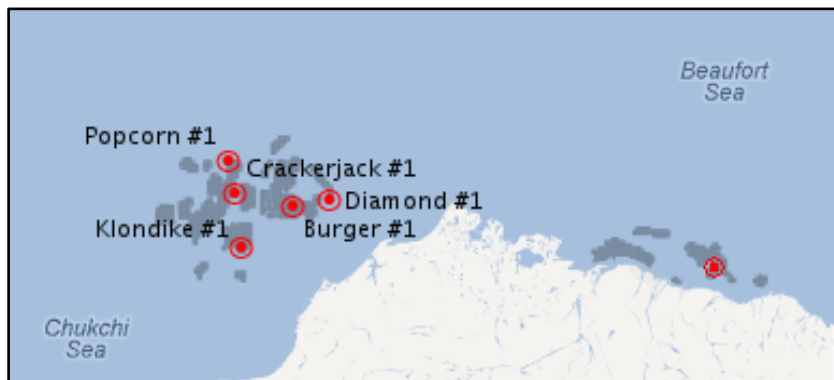 Beaufort
Sea
Popcorn #1
Crackerjack #1
Diamond #1
Klondike #1
Burger #1
Chukchi
Sea